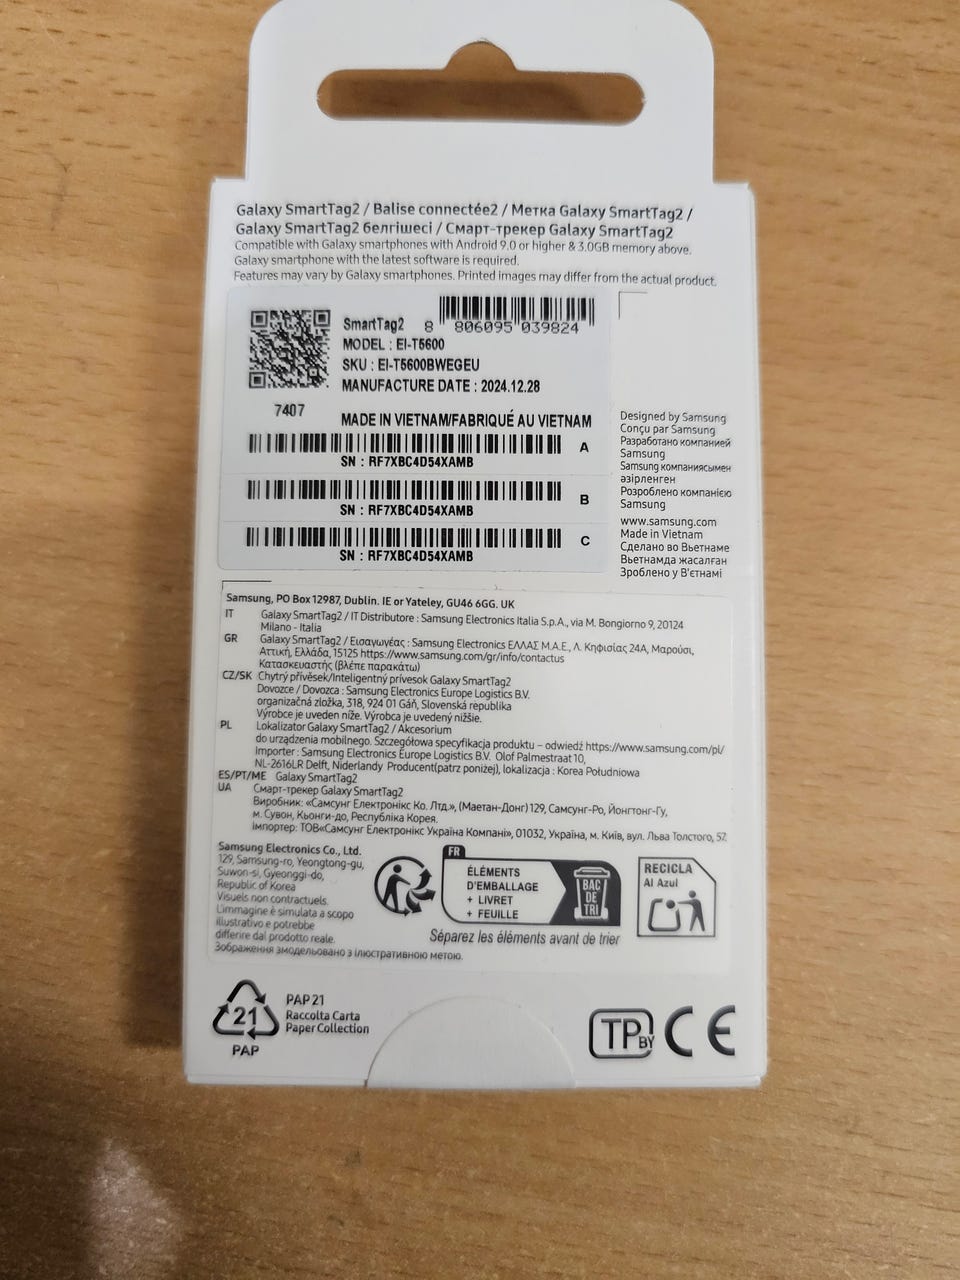 Galaxy SmartTag2 / Balise connectée2 / Метка Galaxy SmartTag2 /
Galaxy SmartTag2 белгішесі / Смарт-трекер Galaxy SmartTag2
Compatible with Galaxy smartphones with Android 9.0 or higher & 3.0GB memory above.
Galaxy smartphone with the latest software is required.
Features may vary by Galaxy smartphones. Printed images may differ from the actual product.
SmartTag2
8 806095 039824
MODEL : EI-T5600
SKU : EI-T5600BWEGEU
MANUFACTURE DATE : 2024.12.28
7407
MADE IN VIETNAM/FABRIQUÉ AU VIETNAM
A
SN : RF7XBC4D54XAMB
B
SN : RF7XBC4D54XAMB
C
SN : RF7XBC4D54XAMB
Designed by Samsung
Conçu par Samsung
Разработано компанией
Samsung
Samsung компаниясымен
әзірленген
Розроблено компанією
Samsung
www.samsung.com
Made in Vietnam
Сделано во Вьетнаме
Вьетнамда жасалған
Зроблено у В'єтнамі
Samsung, PO Box 12987, Dublin. IE or Yateley, GU46 6GG. UK
IT Galaxy SmartTag2 / IT Distributore : Samsung Electronics Italia S.p.A., via M. Bongiorno 9, 20124
Milano - Italia
GR Galaxy SmartTag2 / Εισαγωγέας : Samsung Electronics ΕΛΛΑΣ Μ.Α.Ε., Λ. Κηφισίας 24Α, Μαρούσι,
Αττική, Ελλάδα, 15125 https://www.samsung.com/gr/info/contactus
Κατασκευαστής (βλέπε παρακάτω)
CZ/SK Chytrý přívěsek/Inteligentný prívesok Galaxy SmartTag2
Dovozce / Dovozca : Samsung Electronics Europe Logistics B.V.
organizačná zložka, 318, 924 01 Gáň, Slovenská republika
Výrobce je uveden níže. Výrobca je uvedený nižšie.
PL Lokalizator Galaxy SmartTag2 / Akcesorium
do urządzenia mobilnego. Szczegółowa specyfikacja produktu – odwiedź https://www.samsung.com/pl/
Importer : Samsung Electronics Europe Logistics B.V. Olof Palmestraat 10,
NL-2616LR Delft, Niderlandy Producent(patrz poniżej), lokalizacja : Korea Południowa
ES/PT/ME Galaxy SmartTag2
UA Смарт-трекер Galaxy SmartTag2
Виробник: «Самсунг Електронікс Ко. Лтд.», (Маетан-Донг) 129, Самсунг-Ро, Йонгтонг-Гу,
м. Сувон, Кьонги-до, Республіка Корея.
Імпортер: ТОВ«Самсунг Електронікс Україна Компані», 01032, Україна, м. Київ, вул. Льва Толстого, 57.
Samsung Electronics Co., Ltd.
129, Samsung-ro, Yeongtong-gu,
Suwon-si, Gyeonggi-do,
Republic of Korea
Visuels non contractuels.
L'immagine è simulata a scopo
illustrativo e potrebbe
differire dal prodotto reale.
Зображення змодельовано з ілюстративною метою.
FR
ÉLÉMENTS
D'EMBALLAGE
+ LIVRET
+ FEUILLE
BAC
DE
TRI
Séparez les éléments avant de trier
RECICLA
Al Azul
21
PAP
PAP 21
Raccolta Carta
Paper Collection
TP BY
CE